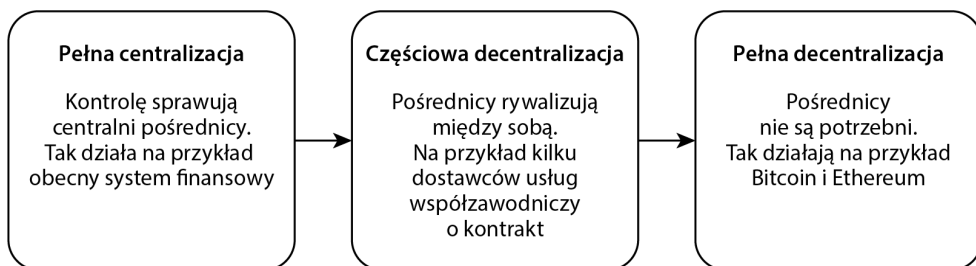 Pełna centralizacja
Kontrolę sprawują
centralni pośrednicy.
Tak działa na przykład
obecny system finansowy
Częściowa decentralizacja
Pośrednicy rywalizują
między sobą.
Na przykład kilku
dostawców usług
współzawodniczy
o kontrakt
Pełna decentralizacja
Pośrednicy
nie są potrzebni.
Tak działają na przykład
Bitcoin i Ethereum